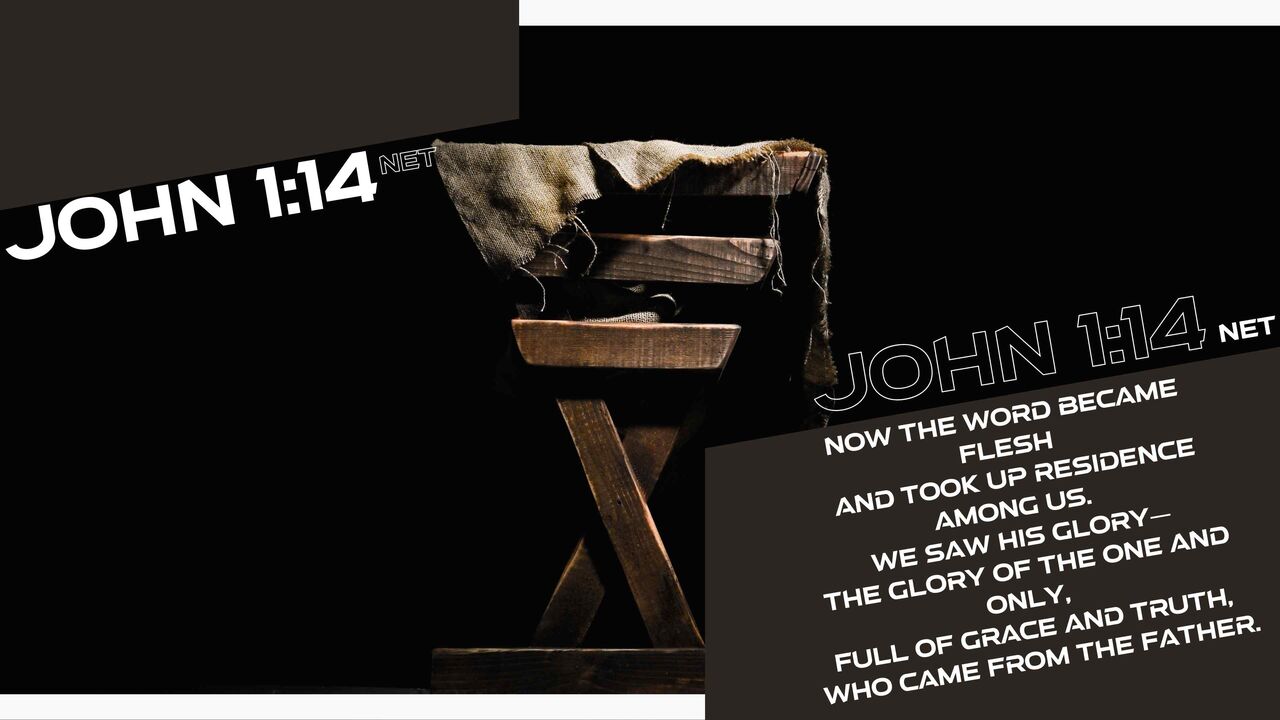 JOHN 1:14 NET
JOHN 1:14 NET
NOW THE WORD BECAME
FLESH
AND TOOK UP RESIDENCE
AMONG US.
WE SAW HIS GLORY—
THE GLORY OF THE ONE AND
ONLY,
FULL OF GRACE AND TRUTH,
WHO CAME FROM THE FATHER.